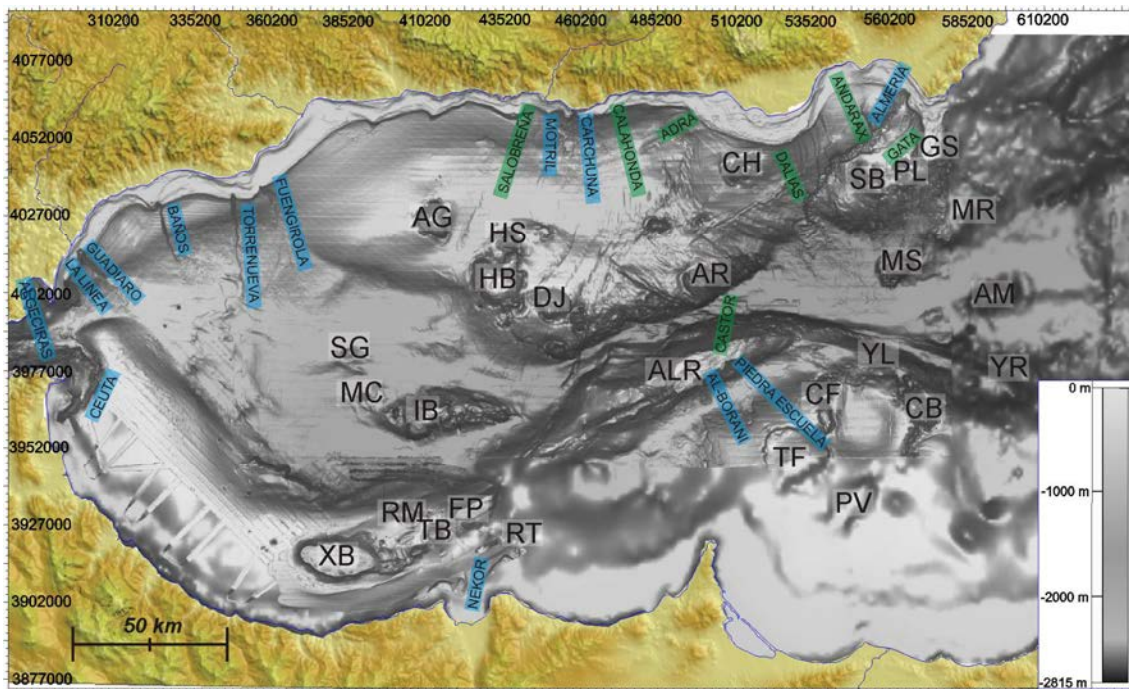 310200 335200 360200 385200 410200 435200 460200 485200 510200 535200 560200 585200 610200
4077000
4052000
4027000
4002000
3977000
3952000
3927000
3902000
3877000
ALGECIRAS
LA LINEA
GUADIARO
BAÑOS
TORRENUEVA
FUENGIROLA
SALOBREÑA
MOTRIL
CARCHUNA
CALAHONDA
ADRA
DALIAS
ANDARAX
ALMERIA
GATA
GS
CH
SB
PL
MR
AG
HS
HB
DJ
AR
MS
AM
CASTOR
SG
MC
IB
ALR
YL
YR
CEUTA
AL-BORANI
PIEDRA ESCUELA
CF
CB
TF
PV
RM
FP
TB
RT
XB
NEKOR
50 km
0 m
-1000 m
-2000 m
-2815 m